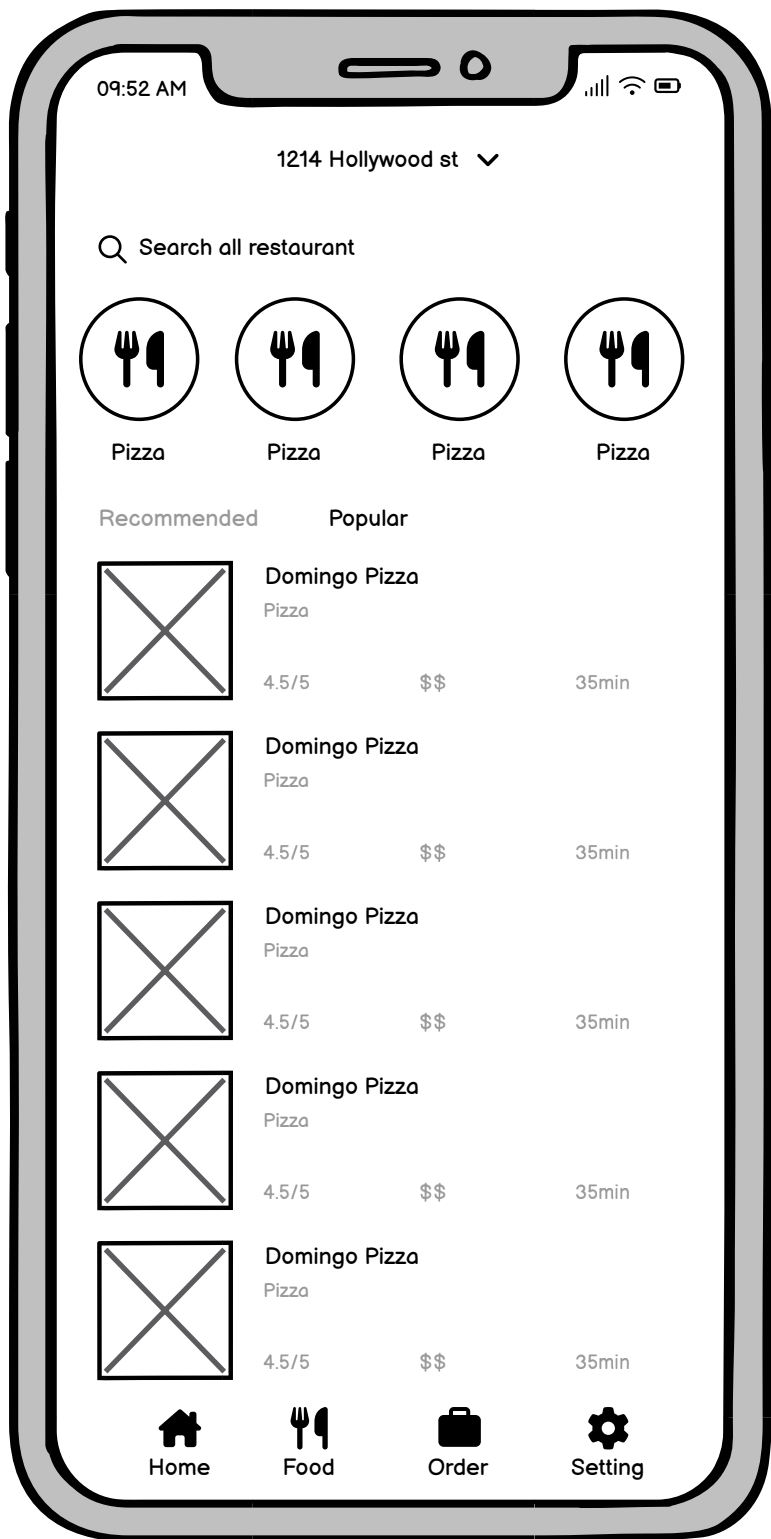 09:52 AM
1214 Hollywood st
Search all restaurant
Pizza Pizza Pizza Pizza
Recommended Popular
Domingo Pizza
Pizza
4.5/5 $$ 35min
Domingo Pizza
Pizza
4.5/5 $$ 35min
Domingo Pizza
Pizza
4.5/5 $$ 35min
Domingo Pizza
Pizza
4.5/5 $$ 35min
Domingo Pizza
Pizza
4.5/5 $$ 35min
Home Food Order Setting